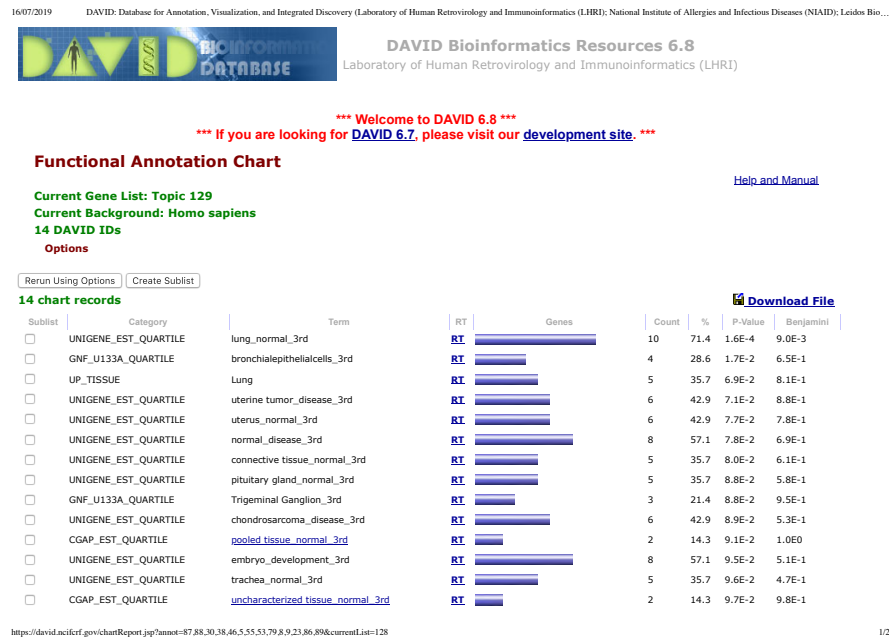 16/07/2019 DAVID: Database for Annotation, Visualization, and Integrated Discovery (Laboratory of Human Retrovirology and Immunoinformatics (LHRI); National Institute of Allergies and Infectious Diseases (NIAID); Leidos Bio…
DAVID BIOINFORMATIC DATABASE
DAVID Bioinformatics Resources 6.8
Laboratory of Human Retrovirology and Immunoinformatics (LHRI)
*** Welcome to DAVID 6.8 ***
*** If you are looking for DAVID 6.7, please visit our development site. ***
Functional Annotation Chart
Help and Manual
Current Gene List: Topic 129
Current Background: Homo sapiens
14 DAVID IDs
Options
Rerun Using Options Create Sublist
14 chart records Download File
Sublist Category Term RT Genes Count % P-Value Benjamini
UNIGENE_EST_QUARTILE lung_normal_3rd RT 10 71.4 1.6E-4 9.0E-3
GNF_U133A_QUARTILE bronchialepithelialcells_3rd RT 4 28.6 1.7E-2 6.5E-1
UP_TISSUE Lung RT 5 35.7 6.9E-2 8.1E-1
UNIGENE_EST_QUARTILE uterine tumor_disease_3rd RT 6 42.9 7.1E-2 8.8E-1
UNIGENE_EST_QUARTILE uterus_normal_3rd RT 6 42.9 7.7E-2 7.8E-1
UNIGENE_EST_QUARTILE normal_disease_3rd RT 8 57.1 7.8E-2 6.9E-1
UNIGENE_EST_QUARTILE connective tissue_normal_3rd RT 5 35.7 8.0E-2 6.1E-1
UNIGENE_EST_QUARTILE pituitary gland_normal_3rd RT 5 35.7 8.8E-2 5.8E-1
GNF_U133A_QUARTILE Trigeminal Ganglion_3rd RT 3 21.4 8.8E-2 9.5E-1
UNIGENE_EST_QUARTILE chondrosarcoma_disease_3rd RT 6 42.9 8.9E-2 5.3E-1
CGAP_EST_QUARTILE pooled tissue_normal_3rd RT 2 14.3 9.1E-2 1.0E0
UNIGENE_EST_QUARTILE embryo_development_3rd RT 8 57.1 9.5E-2 5.1E-1
UNIGENE_EST_QUARTILE trachea_normal_3rd RT 5 35.7 9.6E-2 4.7E-1
CGAP_EST_QUARTILE uncharacterized tissue_normal_3rd RT 2 14.3 9.7E-2 9.8E-1
https://david.ncifcrf.gov/chartReport.jsp?annot=87,88,30,38,46,5,55,53,79,8,9,23,86,89&currentList=128 1/2